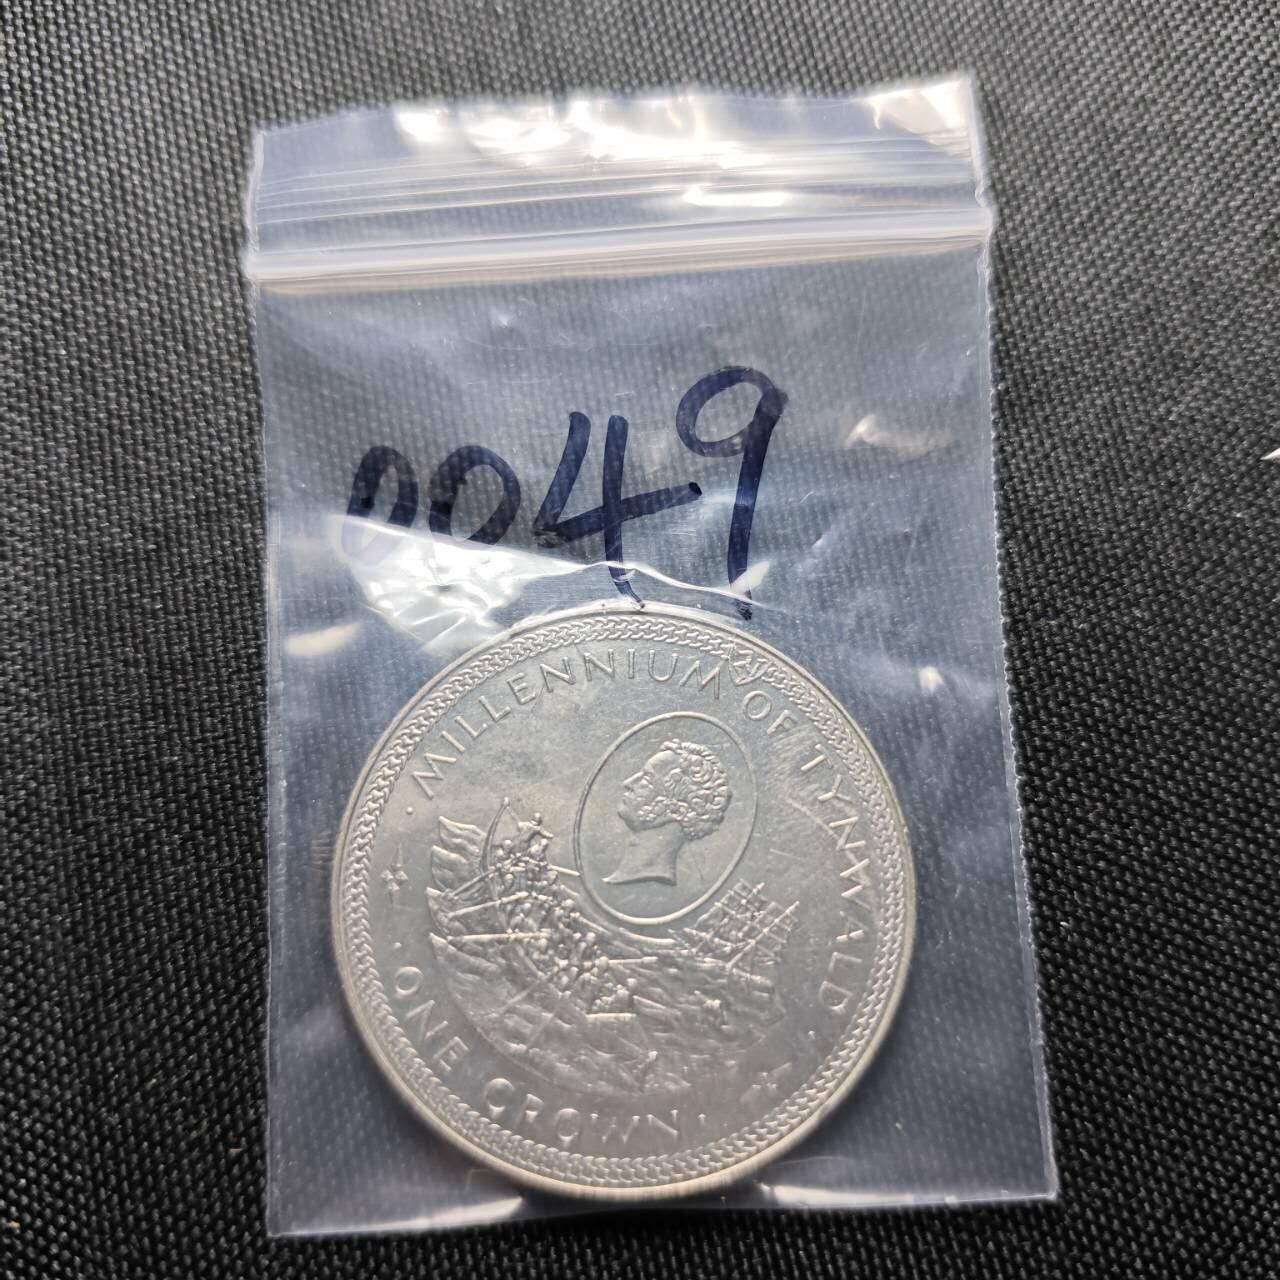 0049
· MILLENNIUM OF TYNWALD ·
· ONE CROWN ·